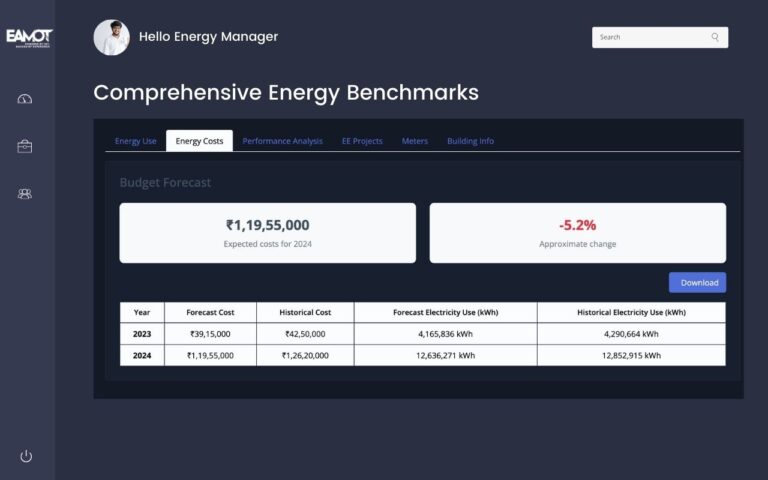 EAMOT
Hello Energy Manager
Search
Comprehensive Energy Benchmarks
Energy Use Energy Costs Performance Analysis EE Projects Meters Building Info
Budget Forecast
₹1,19,55,000
Expected costs for 2024
-5.2%
Approximate change
Download
Year Forecast Cost Historical Cost Forecast Electricity Use (kWh) Historical Electricity Use (kWh)
2023 ₹39,15,000 ₹42,50,000 4,165,836 kWh 4,290,664 kWh
2024 ₹1,19,55,000 ₹1,26,20,000 12,636,271 kWh 12,852,915 kWh